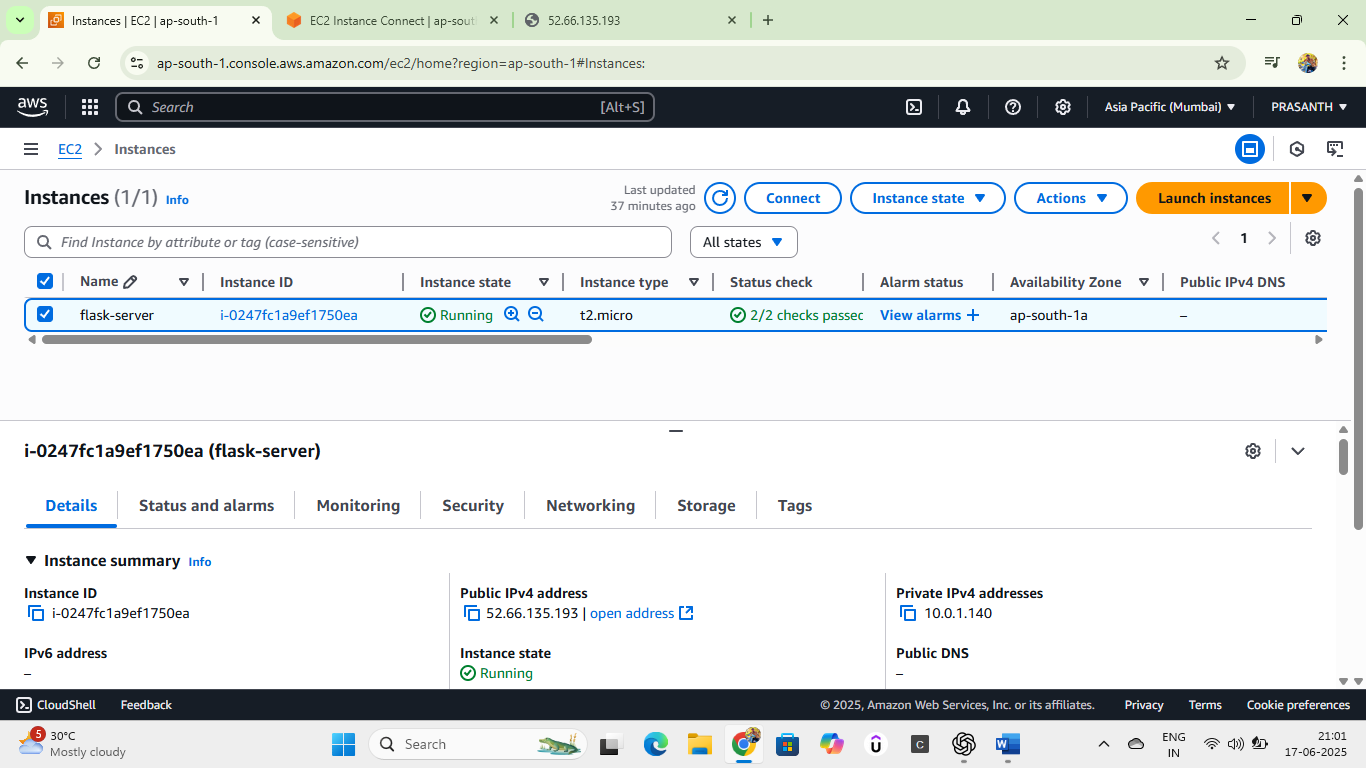 Instances | EC2 | ap-south-1
EC2 Instance Connect | ap-sout
52.66.135.193
ap-south-1.console.aws.amazon.com/ec2/home?region=ap-south-1#Instances:
aws
Search
[Alt+S]
Asia Pacific (Mumbai)
PRASANTH
EC2
Instances
Instances (1/1) Info
Last updated
37 minutes ago
Connect
Instance state
Actions
Launch instances
Find Instance by attribute or tag (case-sensitive)
All states
1
Name
Instance ID
Instance state
Instance type
Status check
Alarm status
Availability Zone
Public IPv4 DNS
flask-server
i-0247fc1a9ef1750ea
Running
t2.micro
2/2 checks passec
View alarms +
ap-south-1a
–
i-0247fc1a9ef1750ea (flask-server)
Details
Status and alarms
Monitoring
Security
Networking
Storage
Tags
Instance summary Info
Instance ID
i-0247fc1a9ef1750ea
Public IPv4 address
52.66.135.193 | open address
Private IPv4 addresses
10.0.1.140
IPv6 address
–
Instance state
Running
Public DNS
–
CloudShell
Feedback
© 2025, Amazon Web Services, Inc. or its affiliates.
Privacy
Terms
Cookie preferences
5
30°C
Mostly cloudy
Search
C
ENG
IN
21:01
17-06-2025